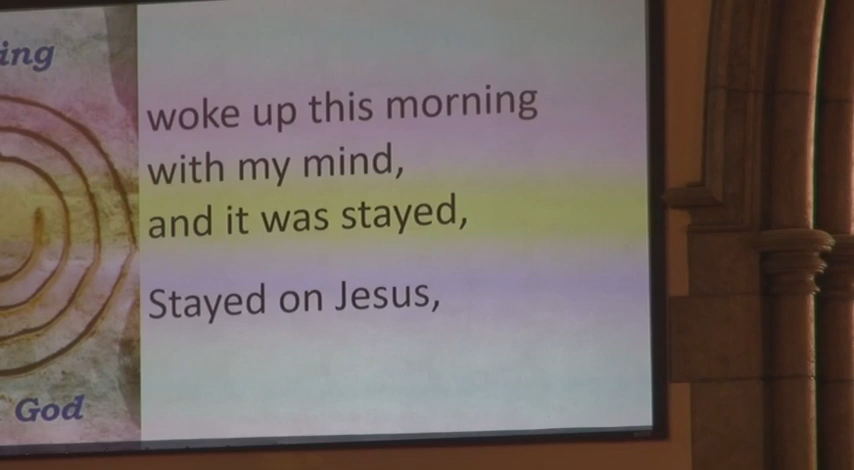 ing
woke up this morning
with my mind,
and it was stayed,
Stayed on Jesus,
God